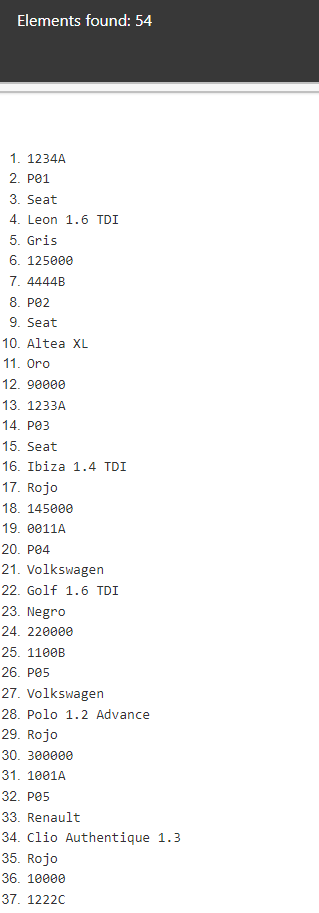 Elements found: 54
1. 1234A
2. P01
3. Seat
4. Leon 1.6 TDI
5. Gris
6. 125000
7. 4444B
8. P02
9. Seat
10. Altea XL
11. Oro
12. 90000
13. 1233A
14. P03
15. Seat
16. Ibiza 1.4 TDI
17. Rojo
18. 145000
19. 0011A
20. P04
21. Volkswagen
22. Golf 1.6 TDI
23. Negro
24. 220000
25. 1100B
26. P05
27. Volkswagen
28. Polo 1.2 Advance
29. Rojo
30. 300000
31. 1001A
32. P05
33. Renault
34. Clio Authentique 1.3
35. Rojo
36. 10000
37. 1222C